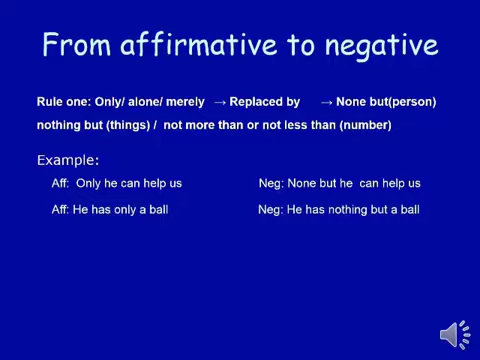 From affirmative to negative
Rule one: Only/ alone/ merely → Replaced by → None but(person)
nothing but (things) / not more than or not less than (number)
Example:
Aff: Only he can help us Neg: None but he can help us
Aff: He has only a ball Neg: He has nothing but a ball